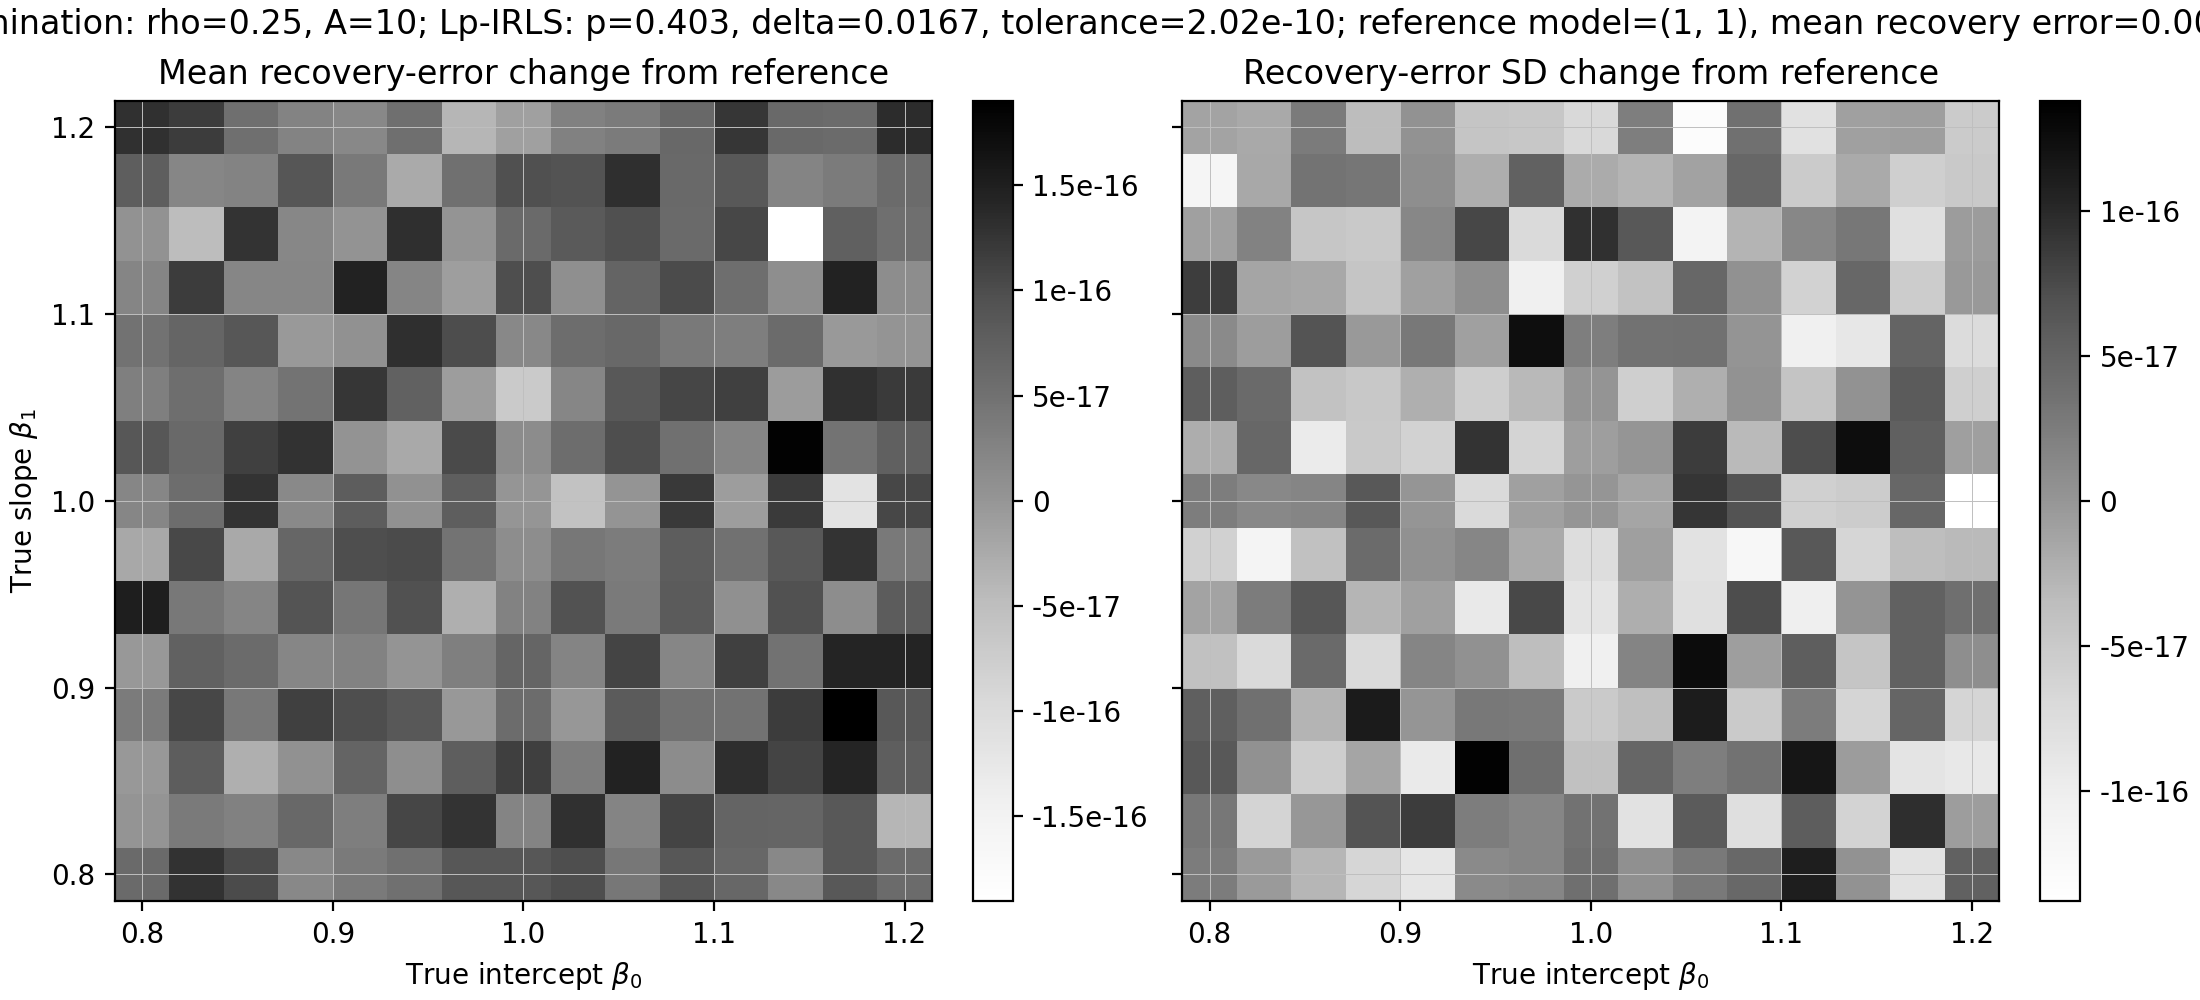 ination: rho=0.25, A=10; Lp-IRLS: p=0.403, delta=0.0167, tolerance=2.02e-10; reference model=(1, 1), mean recovery error=0.00
Mean recovery-error change from reference
Recovery-error SD change from reference
1.2
1.1
1.0
0.9
0.8
True slope β₁
0.8 0.9 1.0 1.1 1.2
True intercept β₀
1.5e-16
1e-16
5e-17
0
-5e-17
-1e-16
-1.5e-16
0.8 0.9 1.0 1.1 1.2
True intercept β₀
1e-16
5e-17
0
-5e-17
-1e-16